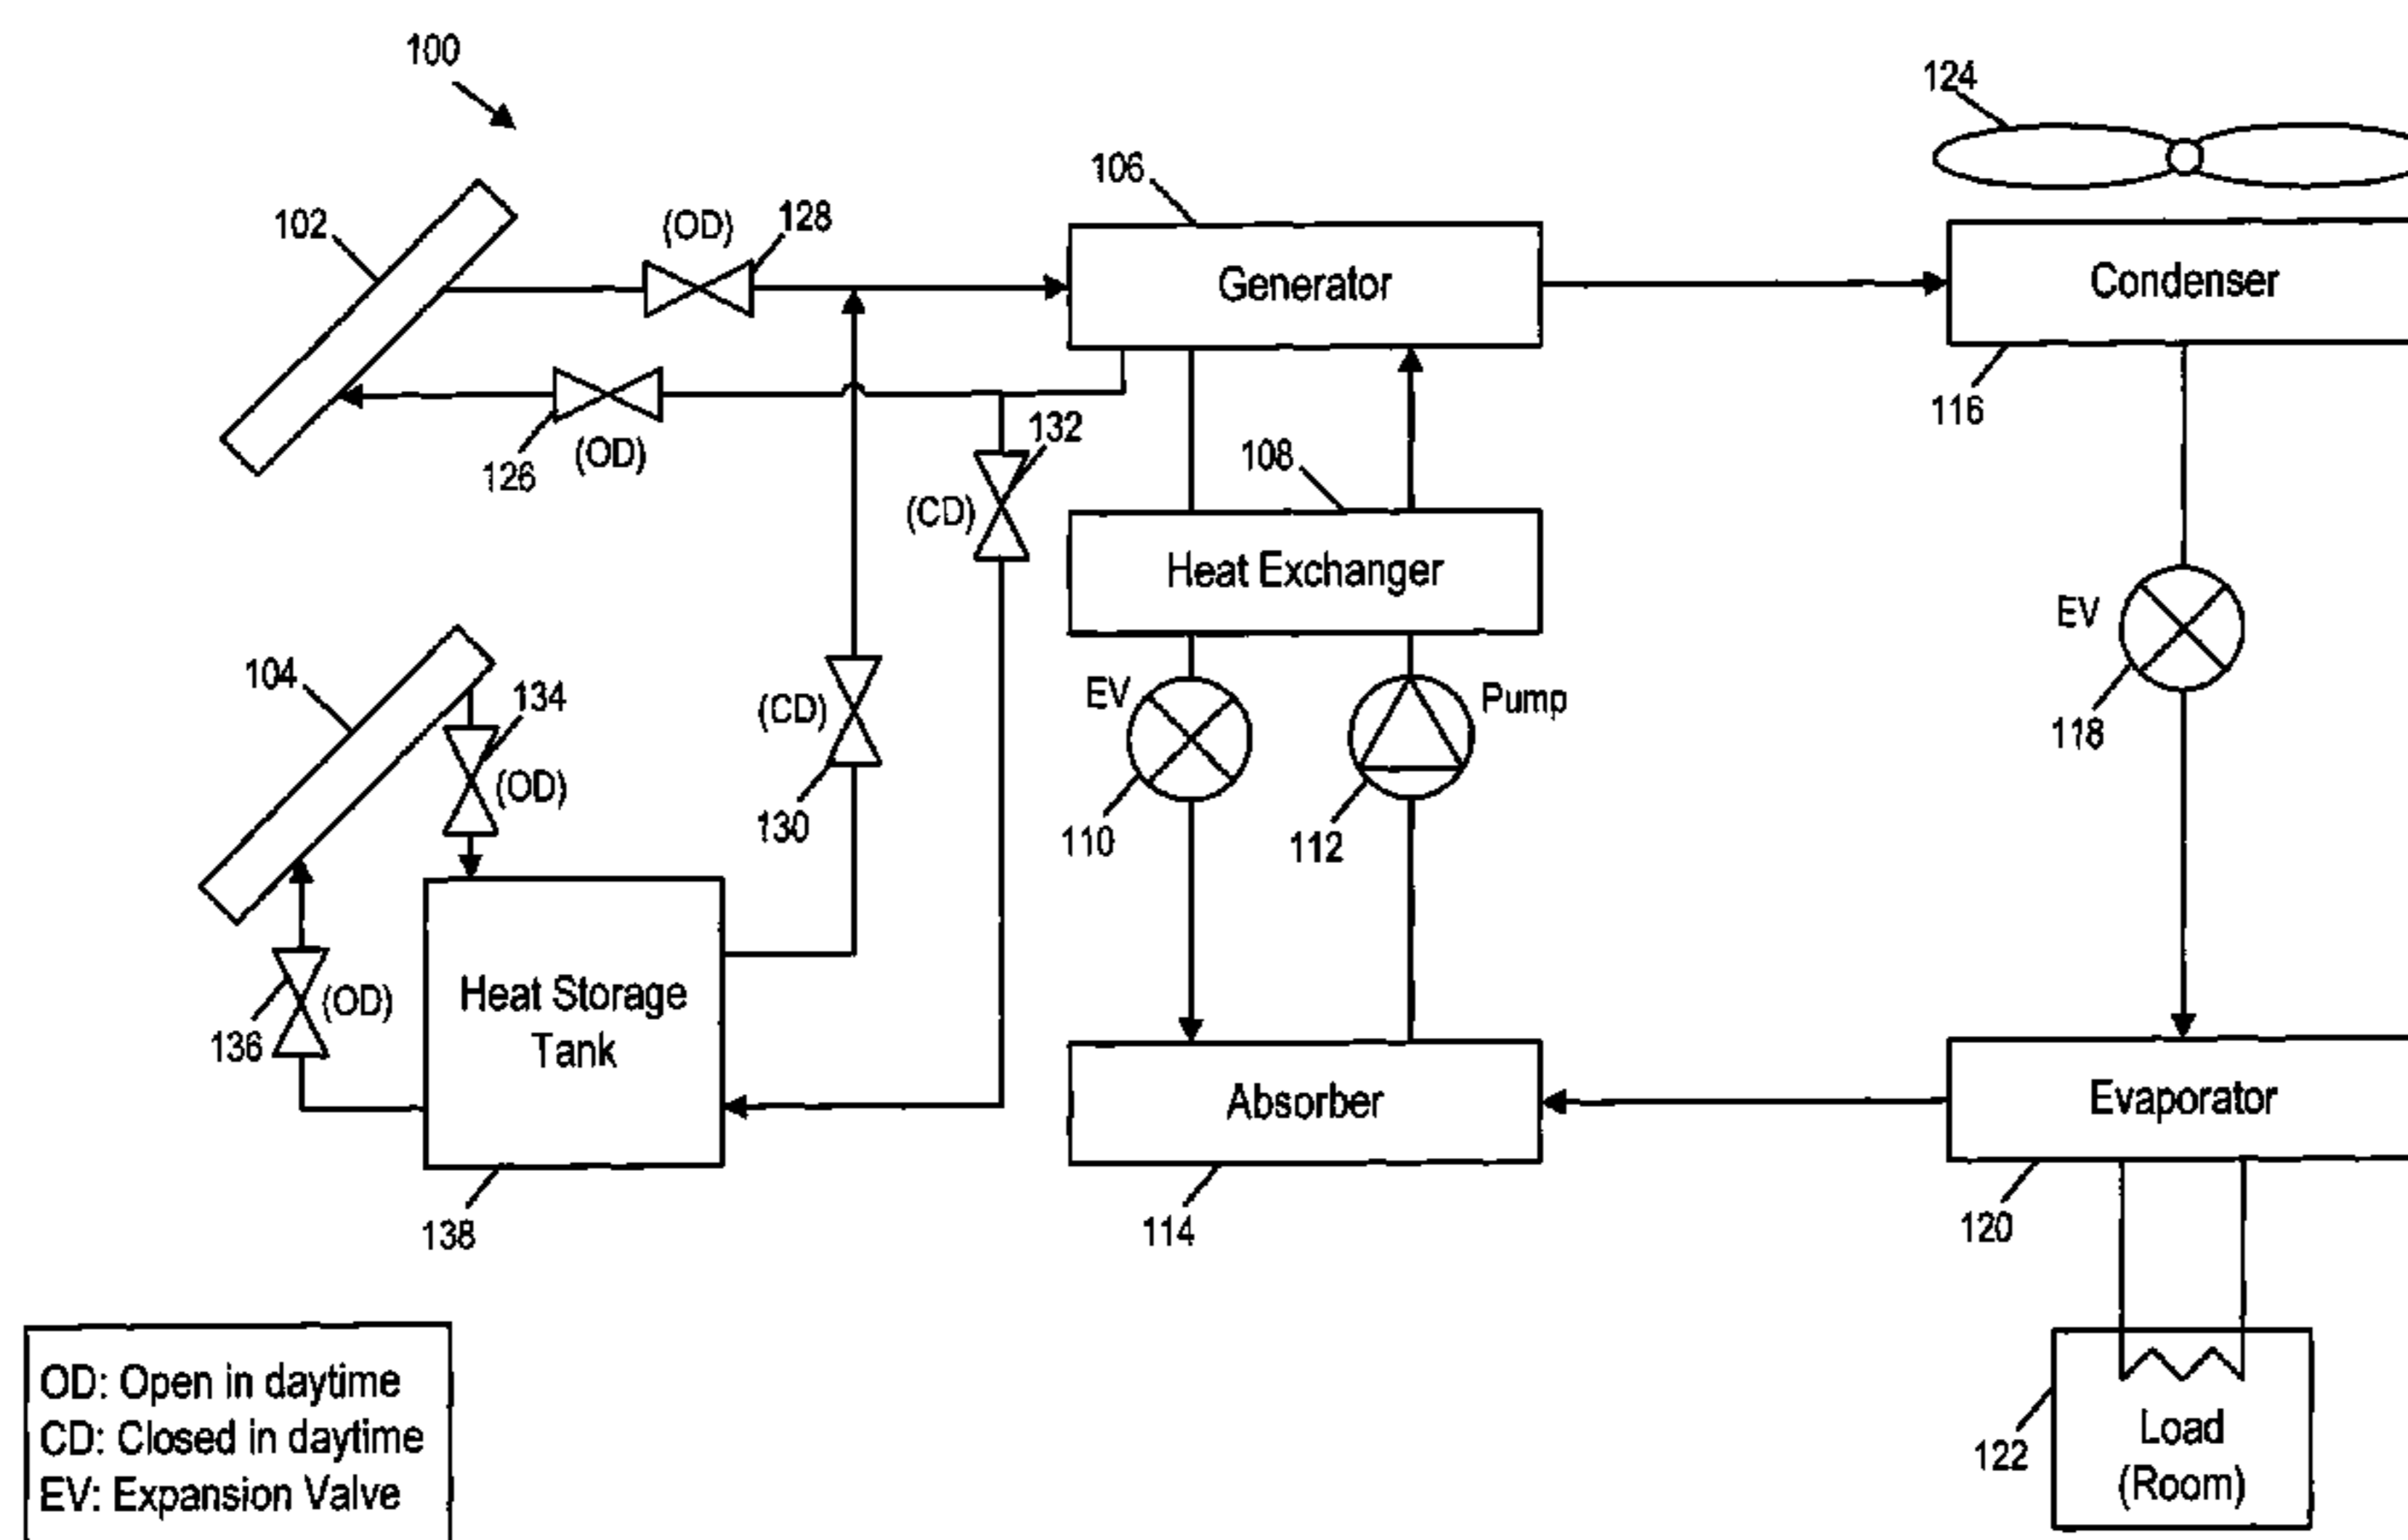 100
124
106
102
(OD)
128
Generator
Condenser
126
(OD)
132
116
108
(CD)
Heat Exchanger
EV
104
134
(CD)
EV
Pump
118
(OD)
130
110
112
136
(OD)
Heat Storage
Tank
Absorber
Evaporator
138
114
120
OD: Open in daytime
CD: Closed in daytime
EV: Expansion Valve
122
Load
(Room)